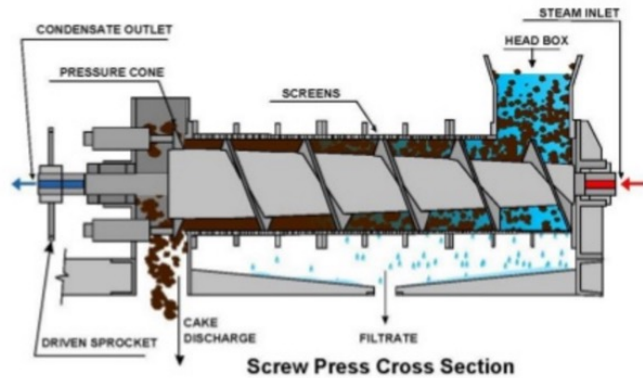 STEAM INLET
CONDENSATE OUTLET
HEAD BOX
PRESSURE CONE
SCREENS
CAKE
DISCHARGE
FILTRATE
DRIVEN SPROCKET
Screw Press Cross Section